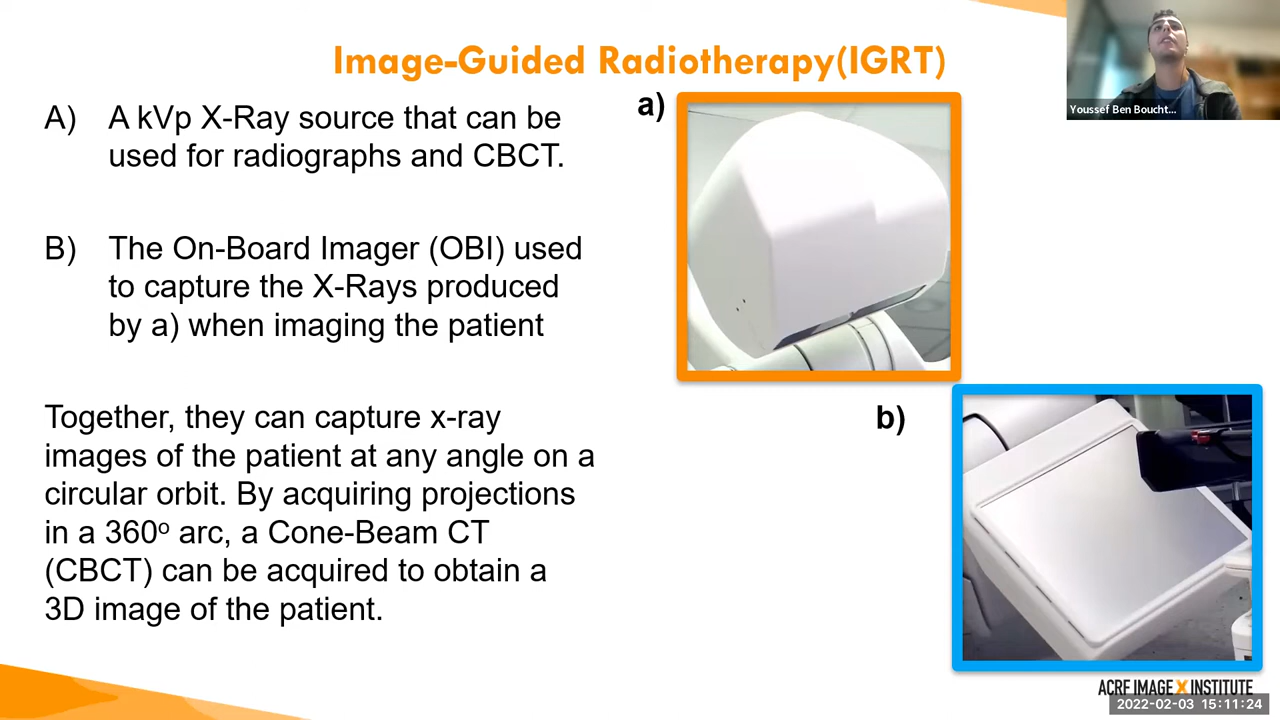 Image-Guided Radiotherapy(IGRT)
A) A kVp X-Ray source that can be
used for radiographs and CBCT.
B) The On-Board Imager (OBI) used
to capture the X-Rays produced
by a) when imaging the patient
Together, they can capture x-ray
images of the patient at any angle on a
circular orbit. By acquiring projections
in a 360º arc, a Cone-Beam CT
(CBCT) can be acquired to obtain a
3D image of the patient.
a)
b)
Youssef Ben Boucht...
ACRF IMAGE X INSTITUTE
2022-02-03 15:11:24